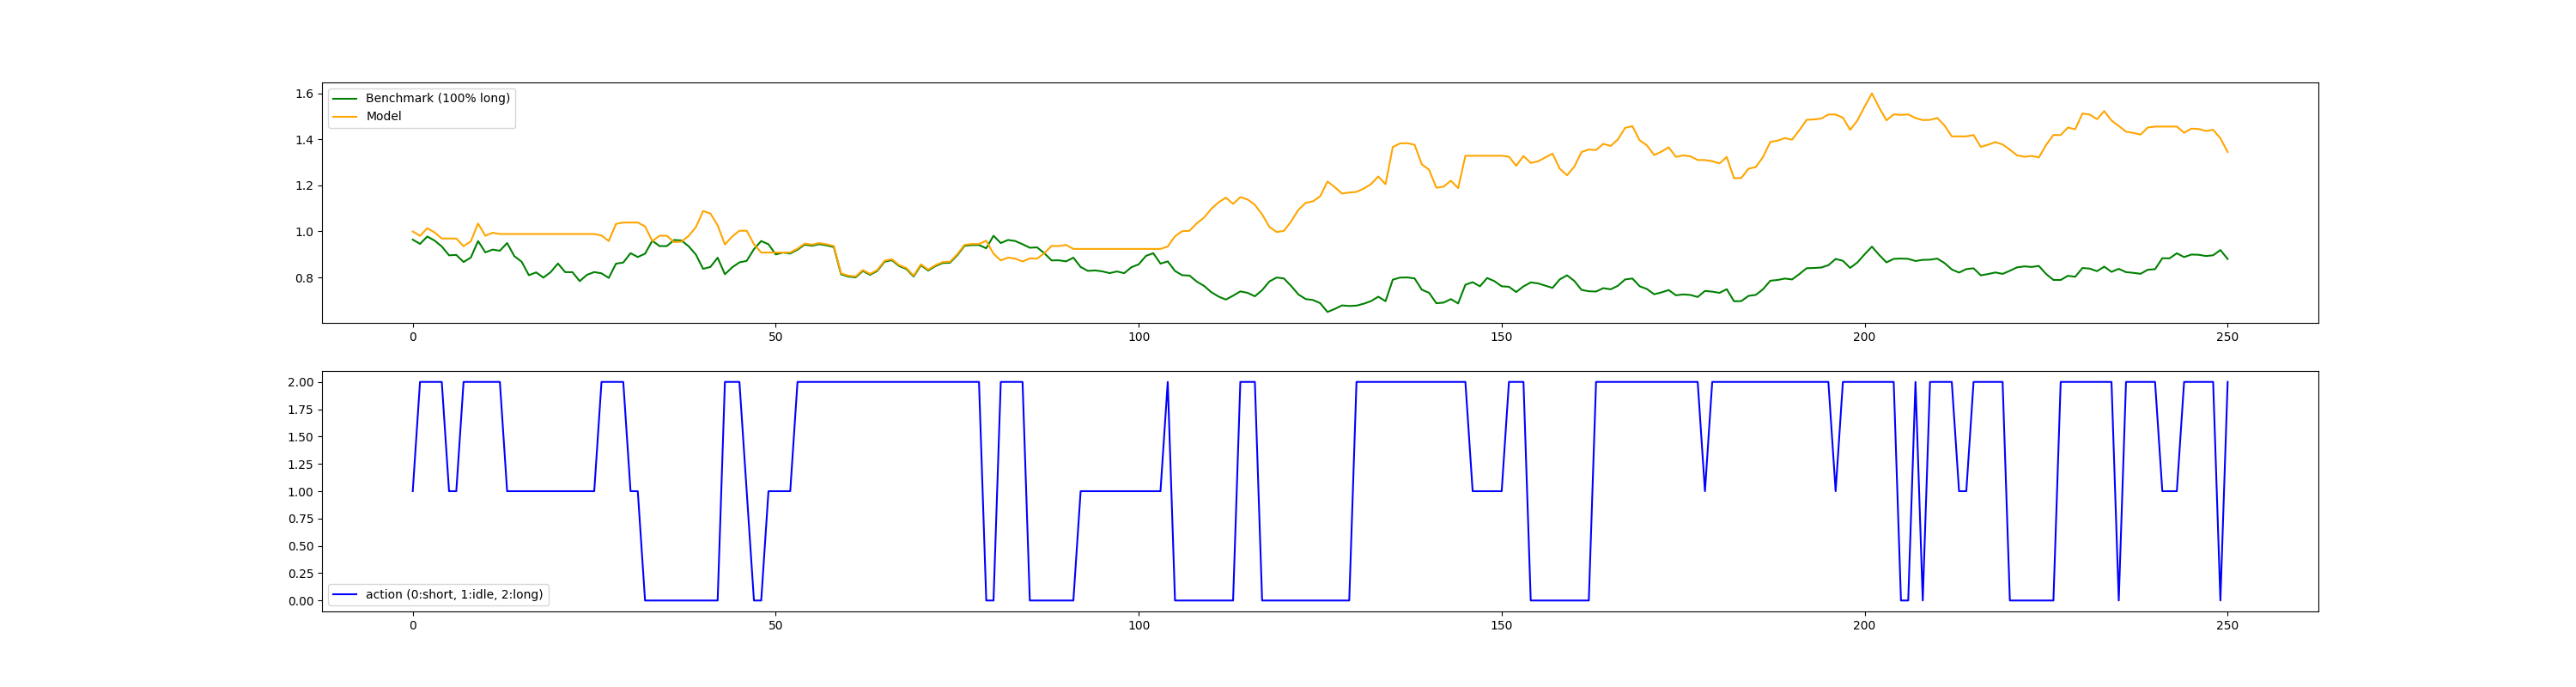 1.6
1.4
1.2
1.0
0.8
Benchmark (100% long)
Model
0 50 100 150 200 250
2.00
1.75
1.50
1.25
1.00
0.75
0.50
0.25
0.00
action (0:short, 1:idle, 2:long)
0 50 100 150 200 250